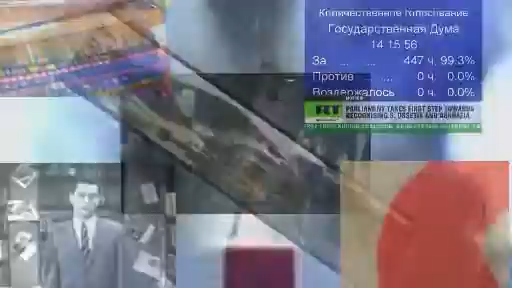 Количественное голосование
Государственная Дума
14 15 56
За ... ... 447 ч. 99.3%
Против ... 0 ч. 0.0%
Воздержалось 0 ч. 0.0%
RT
PARLIAMENT TAKES FIRST STEP TOWARDS
RECOGNISING S. OSSETIA AND ABKHAZIA